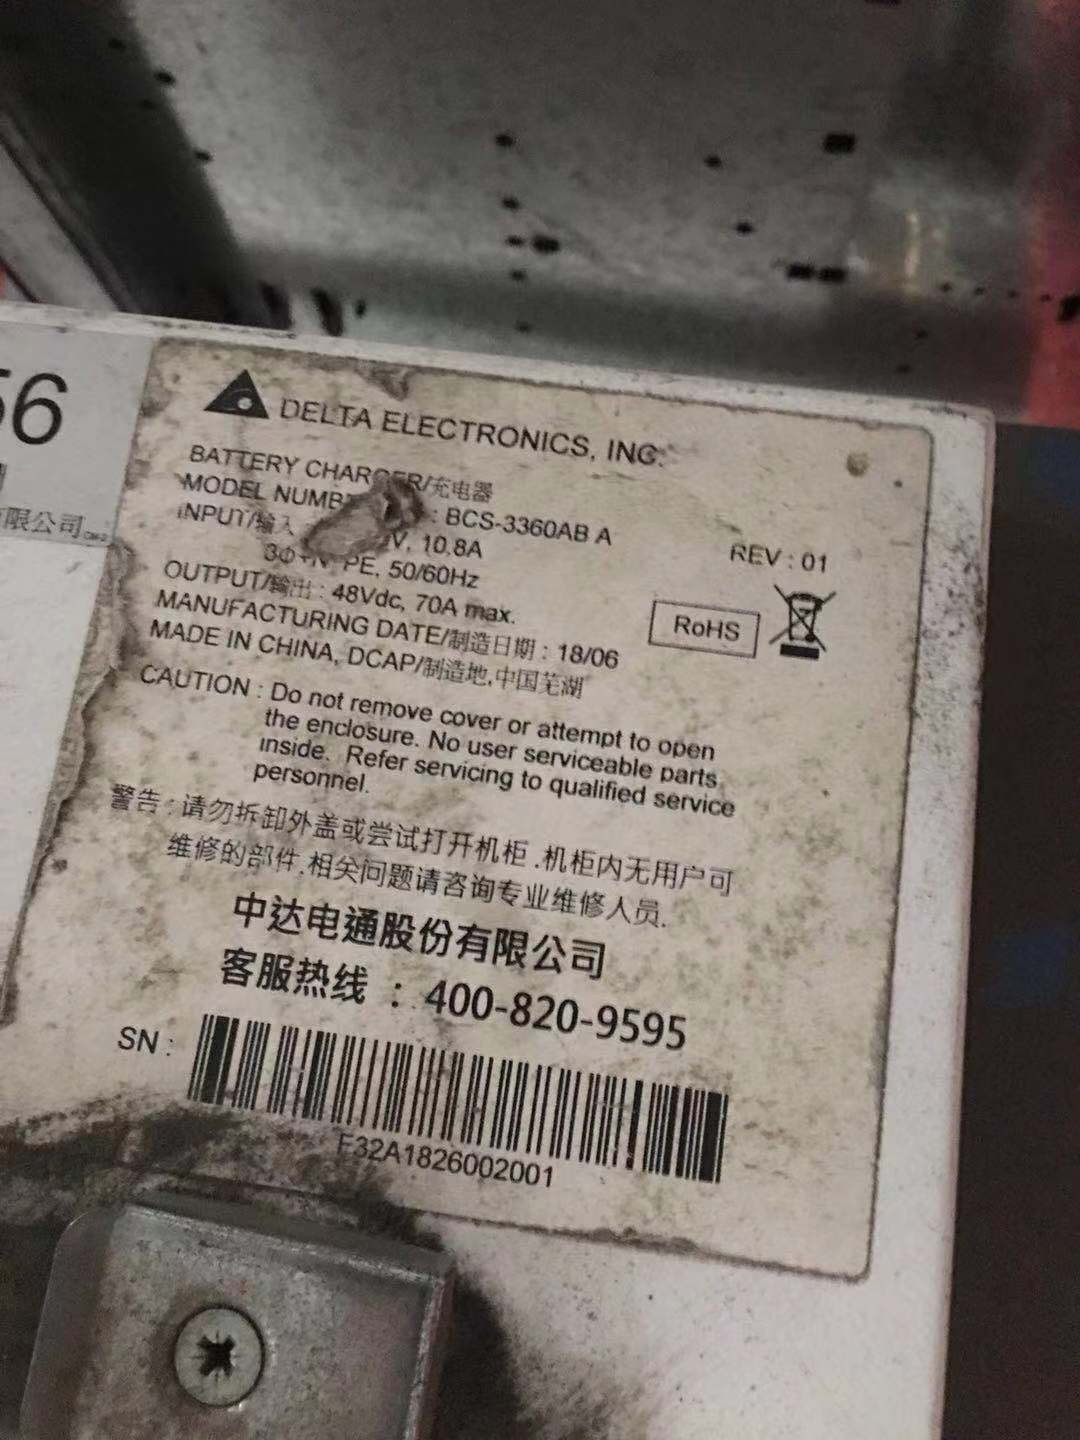 56
限公司
DELTA ELECTRONICS, INC.
BATTERY CHARGER/充电器
MODEL NUMBER : BCS-3360AB A
REV : 01
INPUT/输入 V, 10.8A
3Φ+N PE, 50/60Hz
OUTPUT/输出 : 48Vdc, 70A max.
MANUFACTURING DATE/制造日期 : 18/06
RoHS
MADE IN CHINA, DCAP/制造地,中国芜湖
CAUTION : Do not remove cover or attempt to open
the enclosure. No user serviceable parts
inside. Refer servicing to qualified service
personnel.
警告 : 请勿拆卸外盖或尝试打开机柜.机柜内无用户可
维修的部件.相关问题请咨询专业维修人员.
中达电通股份有限公司
客服热线 : 400-820-9595
SN :
F32A1826002001